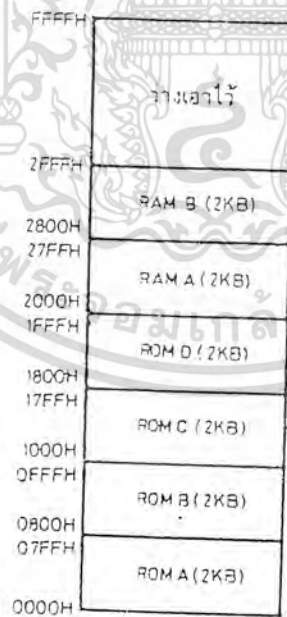 FFFFH
วางเอาไว้
2FFFH
RAM B (2KB)
2800H
27FFH
RAM A (2KB)
2000H
1FFFH
ROM D (2KB)
1800H
17FFH
ROM C (2KB)
1000H
0FFFH
ROM B (2KB)
0800H
07FFH
ROM A (2KB)
0000H